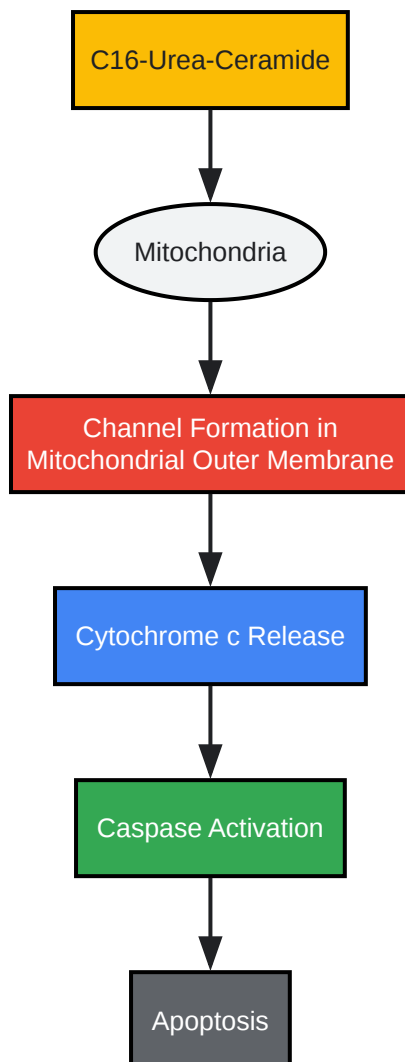 C16-Urea-Ceramide
Mitochondria
Channel Formation in
Mitochondrial Outer Membrane
Cytochrome c Release
Caspase Activation
Apoptosis